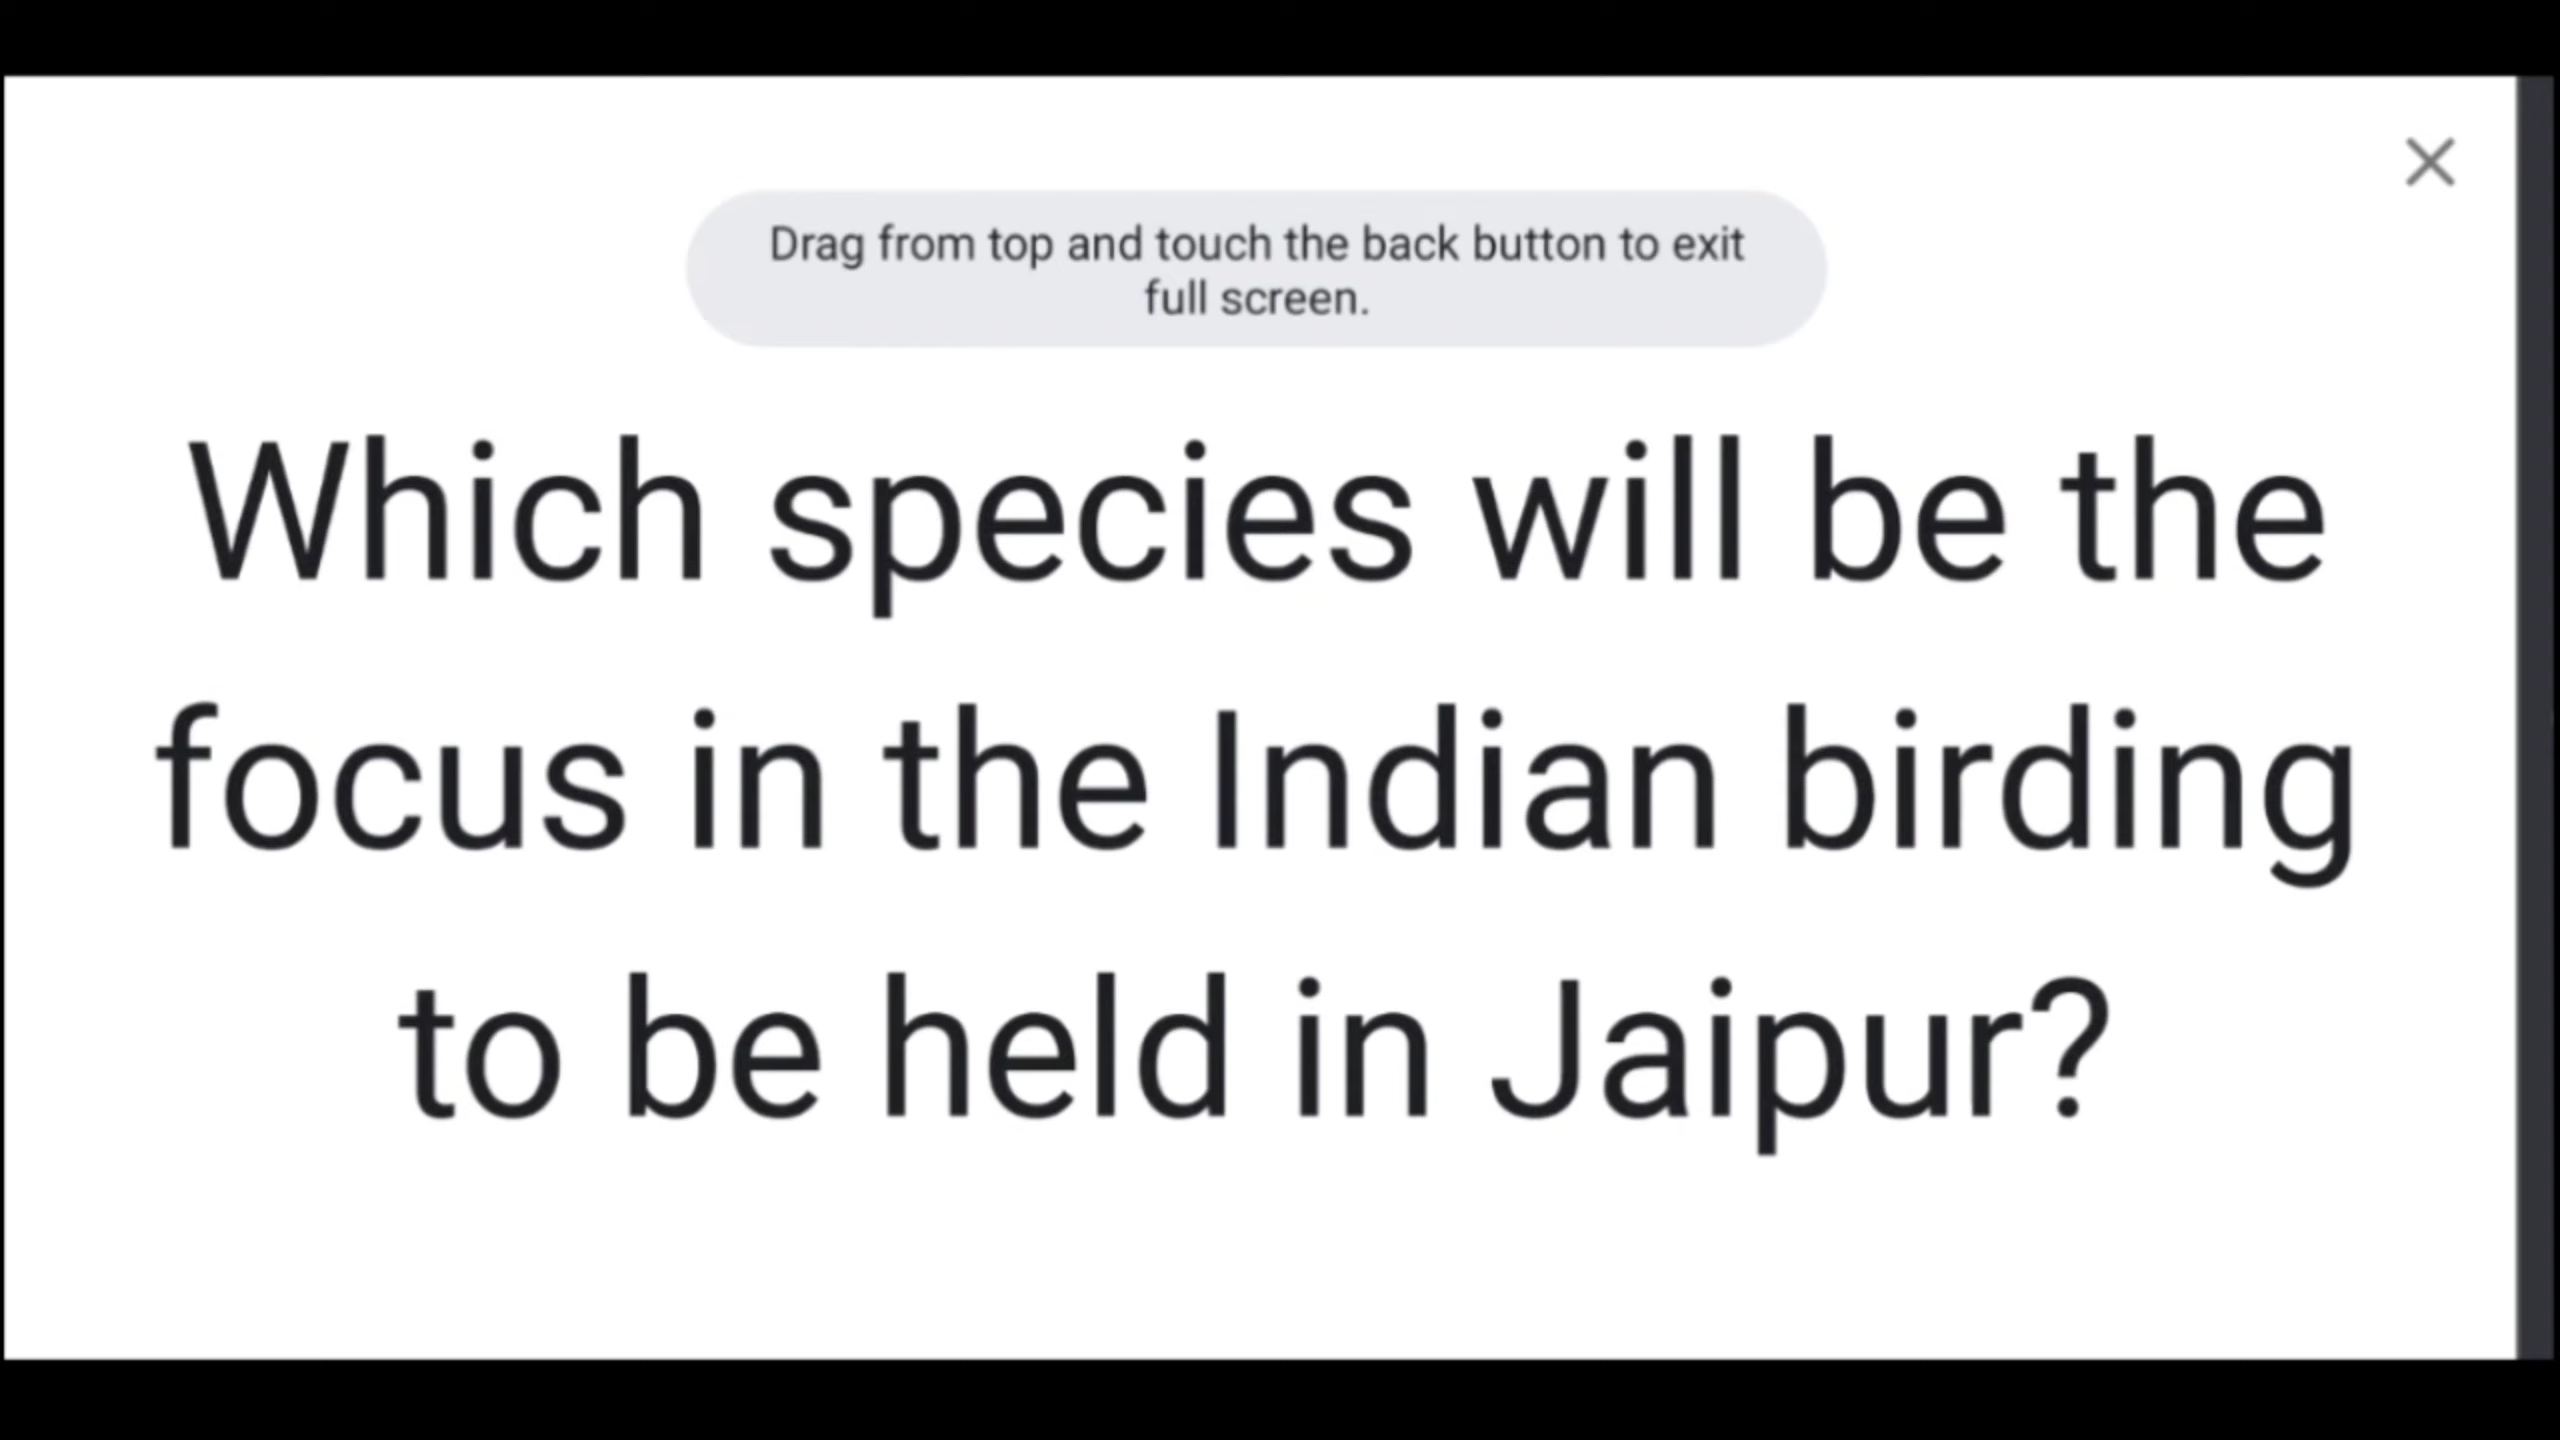 Drag from top and touch the back button to exit
full screen.
Which species will be the
focus in the Indian birding
to be held in Jaipur?